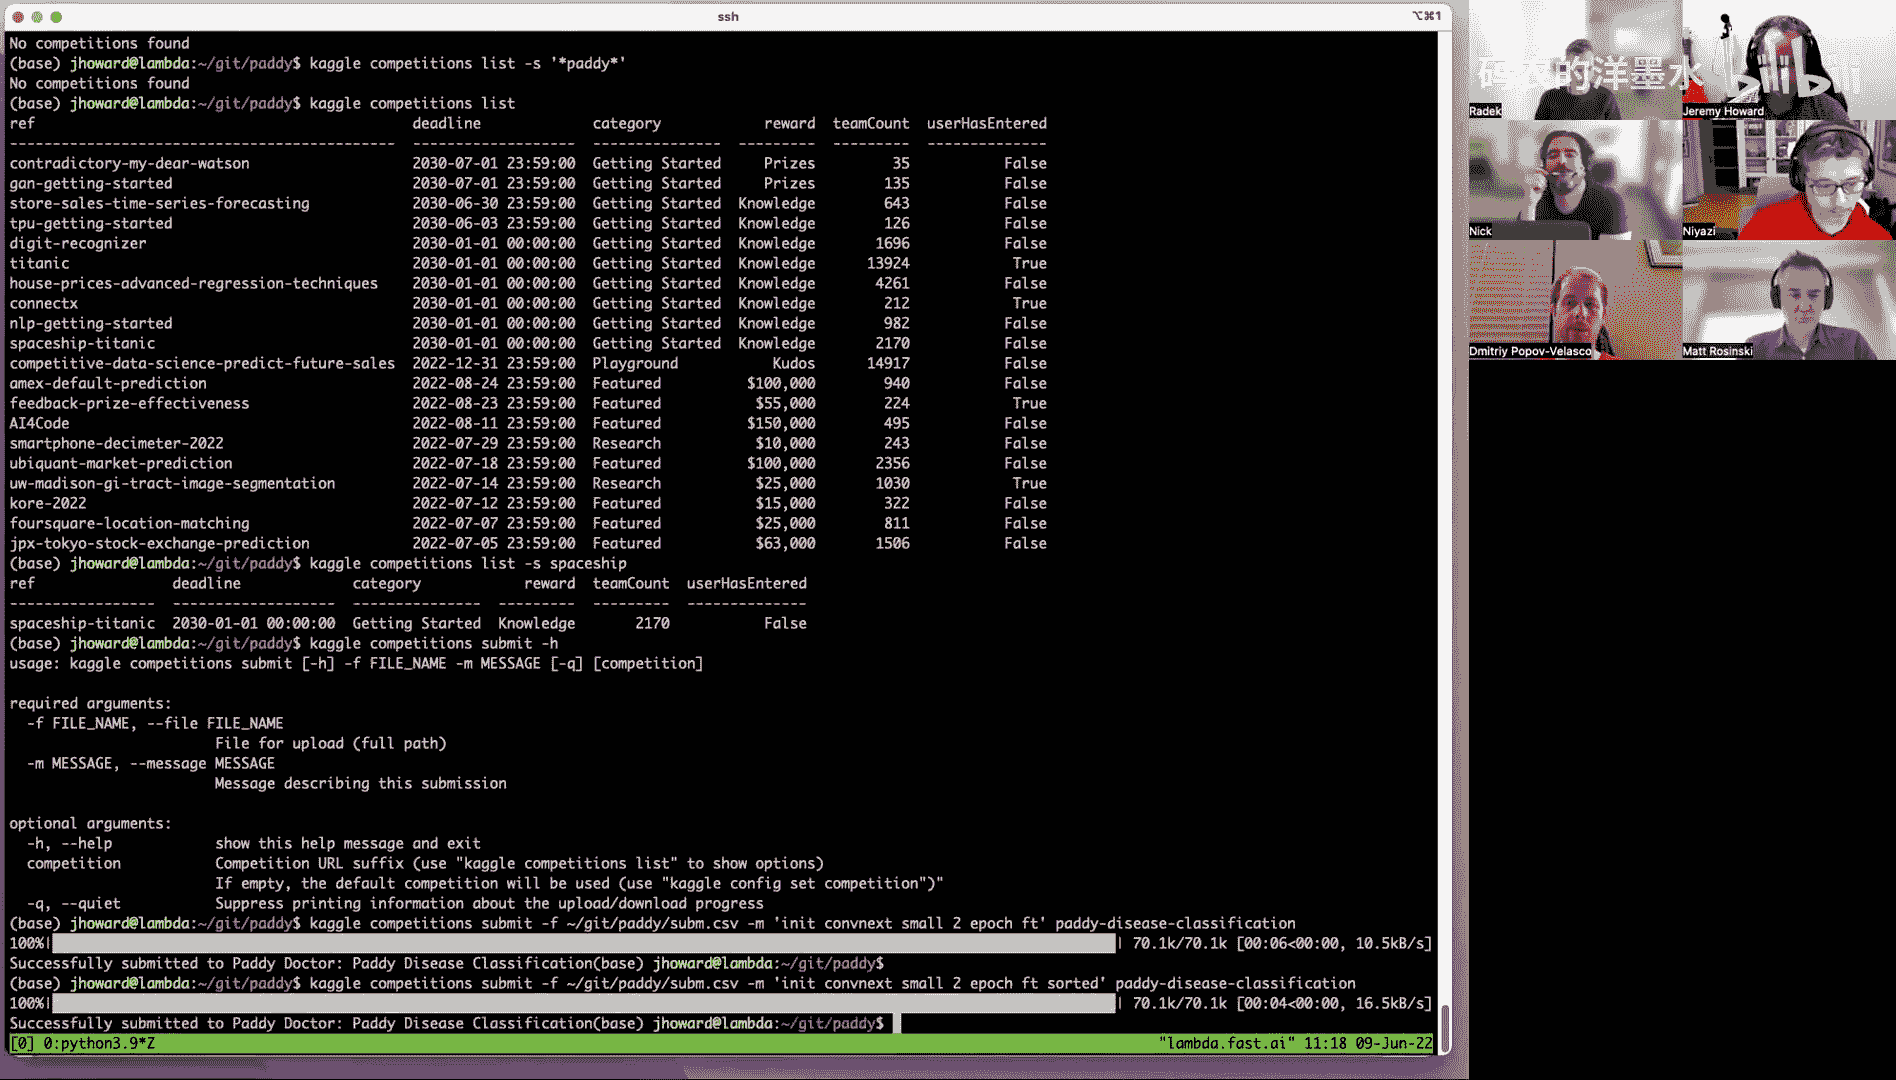 ssh
⌥⌘1
No competitions found
(base) jhoward@lambda:~/git/paddy$ kaggle competitions list -s '*paddy*'
No competitions found
(base) jhoward@lambda:~/git/paddy$ kaggle competitions list
ref deadline category reward teamCount userHasEntered
--------------------------------------------- ------------------- --------------- --------- --------- --------------
contradictory-my-dear-watson 2030-07-01 23:59:00 Getting Started Prizes 35 False
gan-getting-started 2030-07-01 23:59:00 Getting Started Prizes 135 False
store-sales-time-series-forecasting 2030-06-30 23:59:00 Getting Started Knowledge 643 False
tpu-getting-started 2030-06-03 23:59:00 Getting Started Knowledge 126 False
digit-recognizer 2030-01-01 00:00:00 Getting Started Knowledge 1696 False
titanic 2030-01-01 00:00:00 Getting Started Knowledge 13924 True
house-prices-advanced-regression-techniques 2030-01-01 00:00:00 Getting Started Knowledge 4261 False
connectx 2030-01-01 00:00:00 Getting Started Knowledge 212 True
nlp-getting-started 2030-01-01 00:00:00 Getting Started Knowledge 982 False
spaceship-titanic 2030-01-01 00:00:00 Getting Started Knowledge 2170 False
competitive-data-science-predict-future-sales 2022-12-31 23:59:00 Playground Kudos 14917 False
amex-default-prediction 2022-08-24 23:59:00 Featured $100,000 940 False
feedback-prize-effectiveness 2022-08-23 23:59:00 Featured $55,000 224 True
AI4Code 2022-08-11 23:59:00 Featured $150,000 495 False
smartphone-decimeter-2022 2022-07-29 23:59:00 Research $10,000 243 False
ubiquant-market-prediction 2022-07-18 23:59:00 Featured $100,000 2356 False
uw-madison-gi-tract-image-segmentation 2022-07-14 23:59:00 Research $25,000 1030 True
kore-2022 2022-07-12 23:59:00 Featured $15,000 322 False
foursquare-location-matching 2022-07-07 23:59:00 Featured $25,000 811 False
jpx-tokyo-stock-exchange-prediction 2022-07-05 23:59:00 Featured $63,000 1506 False
(base) jhoward@lambda:~/git/paddy$ kaggle competitions list -s spaceship
ref deadline category reward teamCount userHasEntered
----------------- ------------------- --------------- --------- --------- --------------
spaceship-titanic 2030-01-01 00:00:00 Getting Started Knowledge 2170 False
(base) jhoward@lambda:~/git/paddy$ kaggle competitions submit -h
usage: kaggle competitions submit [-h] -f FILE_NAME -m MESSAGE [-q] [competition]
required arguments:
-f FILE_NAME, --file FILE_NAME
File for upload (full path)
-m MESSAGE, --message MESSAGE
Message describing this submission
optional arguments:
-h, --help show this help message and exit
competition Competition URL suffix (use "kaggle competitions list" to show options)
If empty, the default competition will be used (use "kaggle config set competition")"
-q, --quiet Suppress printing information about the upload/download progress
(base) jhoward@lambda:~/git/paddy$ kaggle competitions submit -f ~/git/paddy/subm.csv -m 'init convnext small 2 epoch ft' paddy-disease-classification
100%| | 70.1k/70.1k [00:06<00:00, 10.5kB/s]
Successfully submitted to Paddy Doctor: Paddy Disease Classification(base) jhoward@lambda:~/git/paddy$
(base) jhoward@lambda:~/git/paddy$ kaggle competitions submit -f ~/git/paddy/subm.csv -m 'init convnext small 2 epoch ft sorted' paddy-disease-classification
100%| | 70.1k/70.1k [00:04<00:00, 16.5kB/s]
Successfully submitted to Paddy Doctor: Paddy Disease Classification(base) jhoward@lambda:~/git/paddy$
[0] 0:python3.9*Z "lambda.fast.ai" 11:18 09-Jun-22
码农的洋墨水 bilibili
Radek
Jeremy Howard
Nick
Niyazi
Dmitriy Popov-Velasco
Matt Rosinski